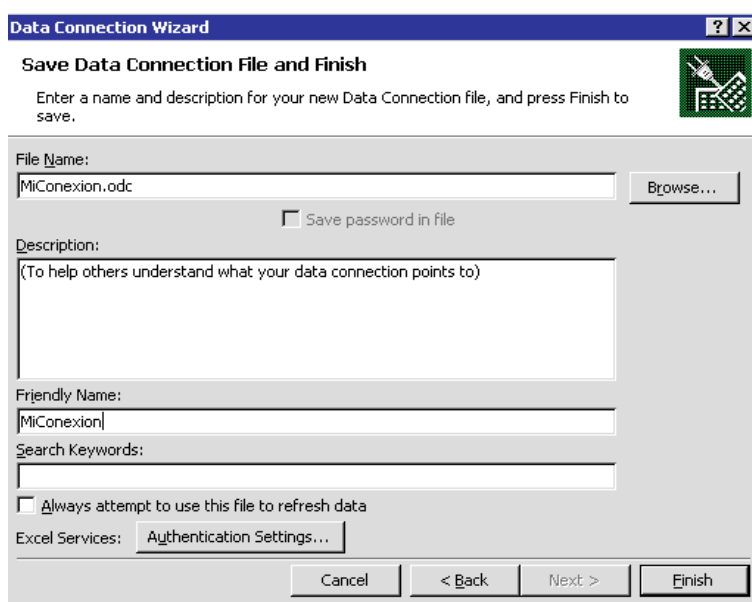 Data Connection Wizard
Save Data Connection File and Finish
Enter a name and description for your new Data Connection file, and press Finish to
save.
File Name:
MiConexion.odc
Browse...
Save password in file
Description:
(To help others understand what your data connection points to)
Friendly Name:
MiConexion
Search Keywords:
Always attempt to use this file to refresh data
Excel Services: Authentication Settings...
Cancel < Back Next > Finish